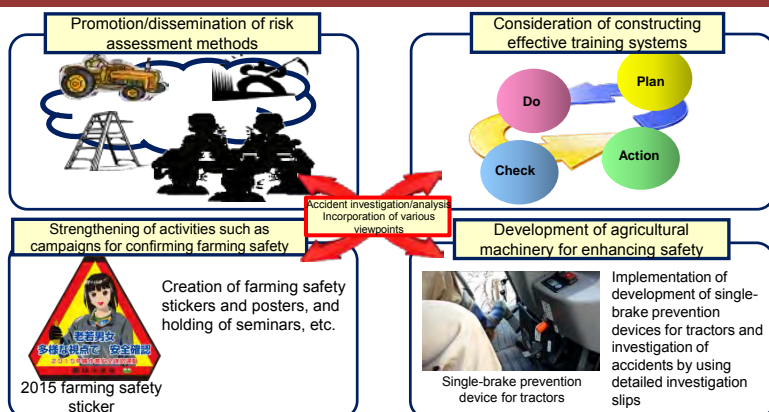 Promotion/dissemination of risk
assessment methods
Consideration of constructing
effective training systems
Do
Plan
Check
Action
Accident investigation/analysis
Incorporation of various
viewpoints
Strengthening of activities such as
campaigns for confirming farming safety
老若男女
多様な視点で 安全確認
Creation of farming safety
stickers and posters, and
holding of seminars, etc.
2015 farming safety
sticker
Development of agricultural
machinery for enhancing safety
Single-brake prevention
device for tractors
Implementation of
development of single-
brake prevention
devices for tractors and
investigation of
accidents by using
detailed investigation
slips